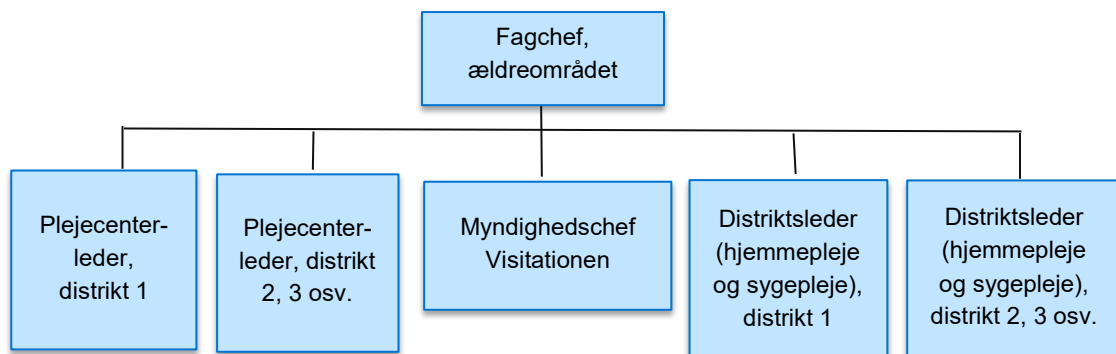 Fagchef,
ældreområdet
Plejecenter-
leder,
distrikt 1
Plejecenter-
leder, distrikt
2, 3 osv.
Myndighedschef
Visitationen
Distriktsleder
(hjemmepleje
og sygepleje),
distrikt 1
Distriktsleder
(hjemmepleje
og sygepleje),
distrikt 2, 3 osv.